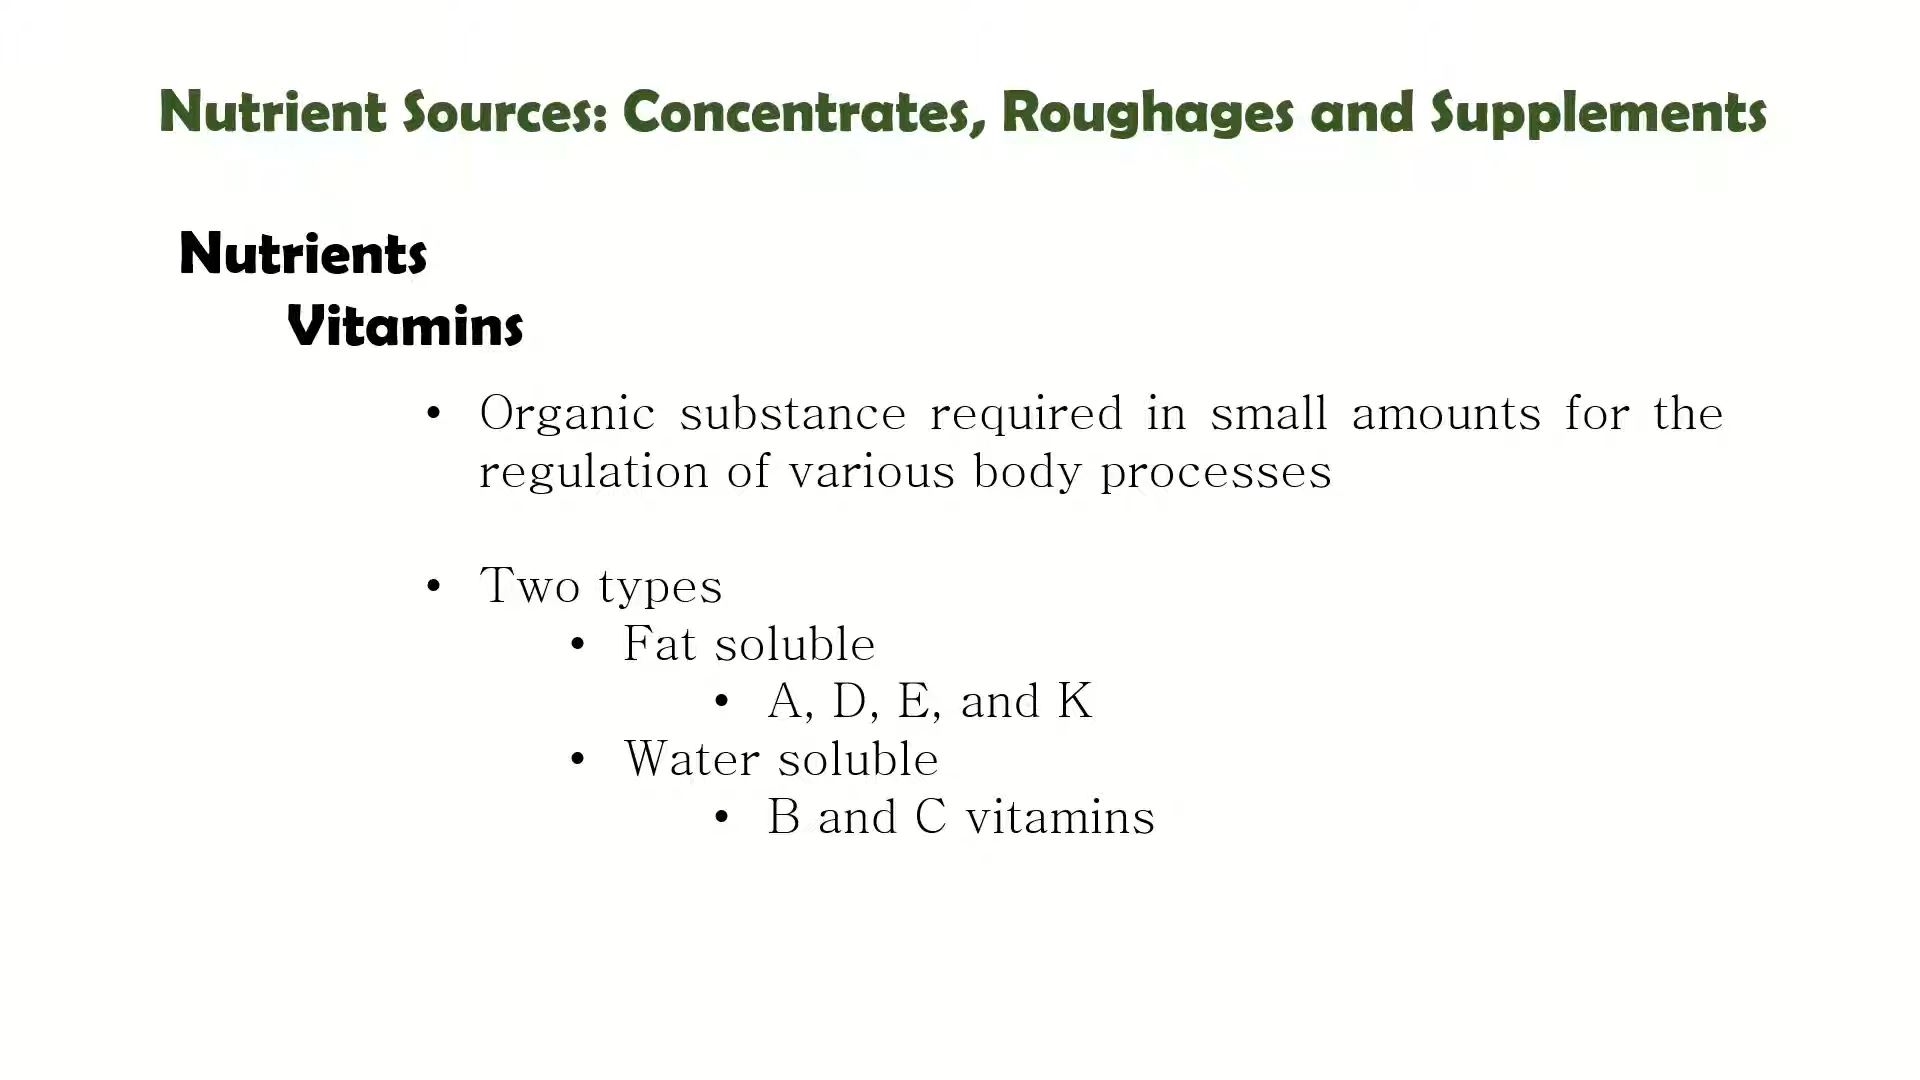 Nutrient Sources: Concentrates, Roughages and Supplements
Nutrients
Vitamins
• Organic substance required in small amounts for the
regulation of various body processes
• Two types
• Fat soluble
• A, D, E, and K
• Water soluble
• B and C vitamins